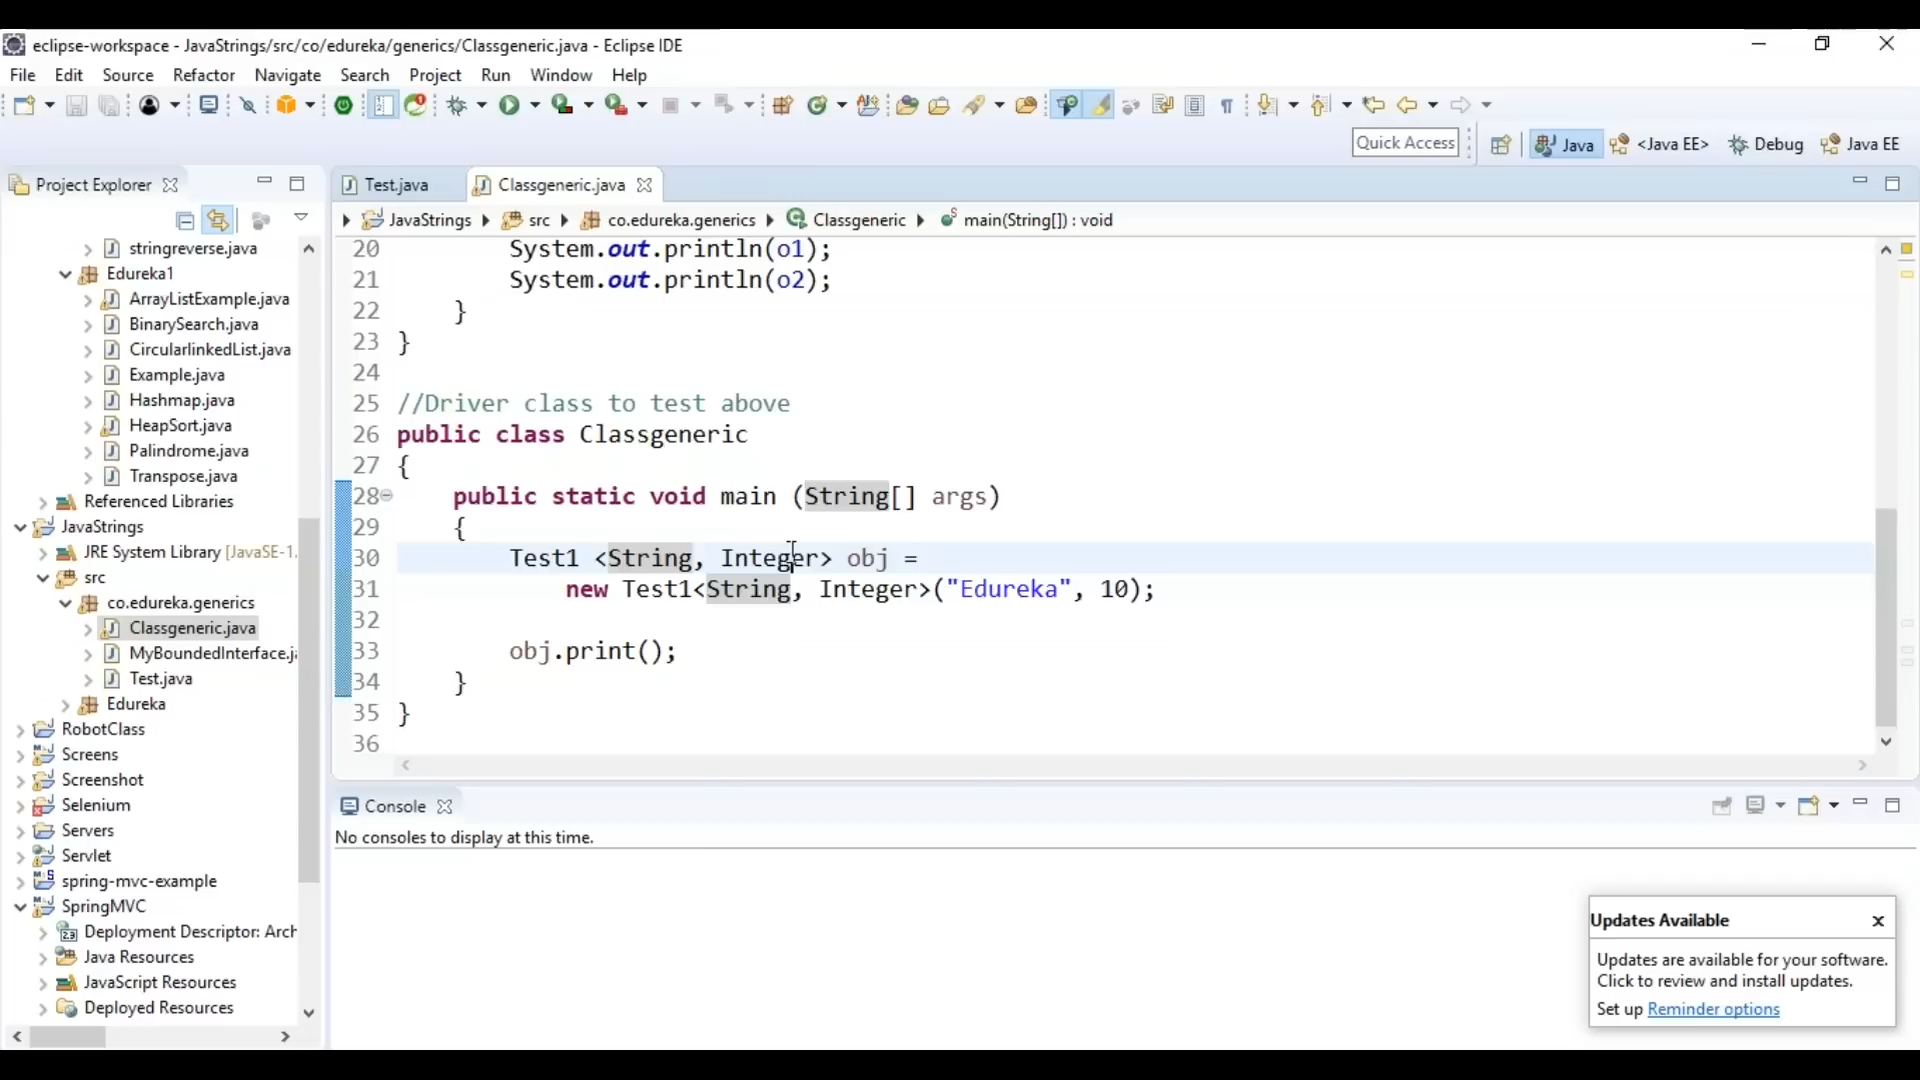 eclipse-workspace - JavaStrings/src/co/edureka/generics/Classgeneric.java - Eclipse IDE
File Edit Source Refactor Navigate Search Project Run Window Help
Quick Access
Java <Java EE> Debug Java EE
Project Explorer
Test.java Classgeneric.java
JavaStrings src co.edureka.generics Classgeneric main(String[]) : void
stringreverse.java
Edureka1
ArrayListExample.java
BinarySearch.java
CircularlinkedList.java
Example.java
Hashmap.java
HeapSort.java
Palindrome.java
Transpose.java
Referenced Libraries
JavaStrings
JRE System Library [JavaSE-1.
src
co.edureka.generics
Classgeneric.java
MyBoundedInterface.j
Test.java
Edureka
RobotClass
Screens
Screenshot
Selenium
Servers
Servlet
spring-mvc-example
SpringMVC
Deployment Descriptor: Arch
Java Resources
JavaScript Resources
Deployed Resources
20 System.out.println(o1);
21 System.out.println(o2);
22 }
23 }
24
25 //Driver class to test above
26 public class Classgeneric
27 {
28 public static void main (String[] args)
29 {
30 Test1 <String, Integer> obj =
31 new Test1<String, Integer>("Edureka", 10);
32
33 obj.print();
34 }
35 }
36
Console
No consoles to display at this time.
Updates Available
Updates are available for your software.
Click to review and install updates.
Set up Reminder options